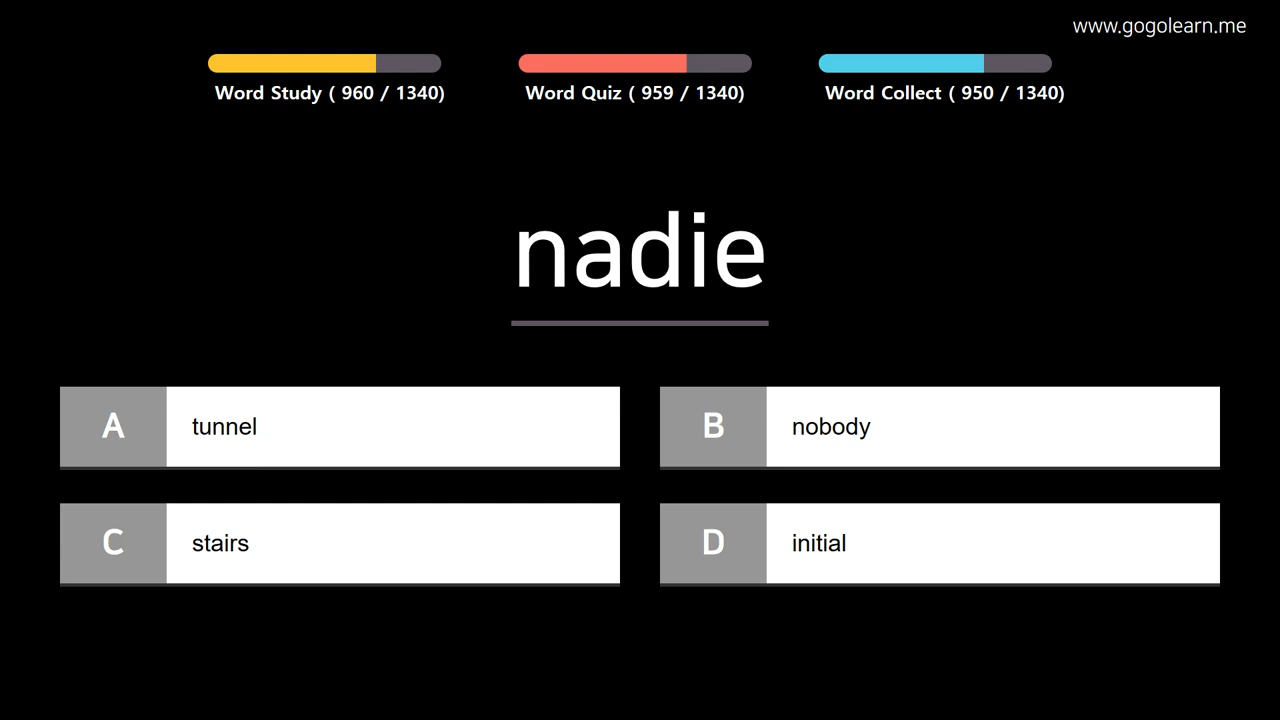 www.gogolearn.me
Word Study ( 960 / 1340)
Word Quiz ( 959 / 1340)
Word Collect ( 950 / 1340)
nadie
A tunnel
B nobody
C stairs
D initial